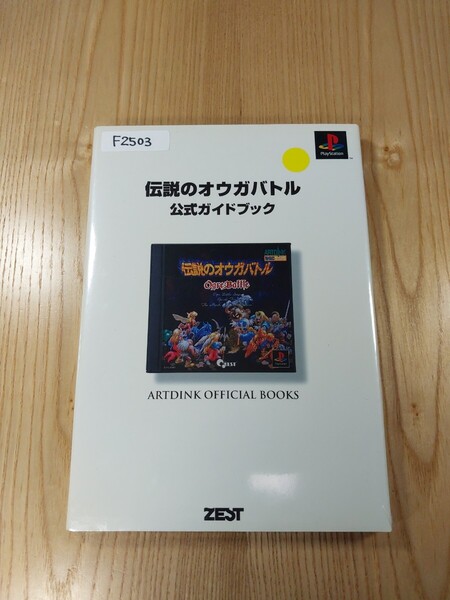 F2503
PlayStation
伝説のオウガバトル
公式ガイドブック
伝説のオウガバトル
Ogre Battle
QUEST
ARTDINK OFFICIAL BOOKS
ZEST